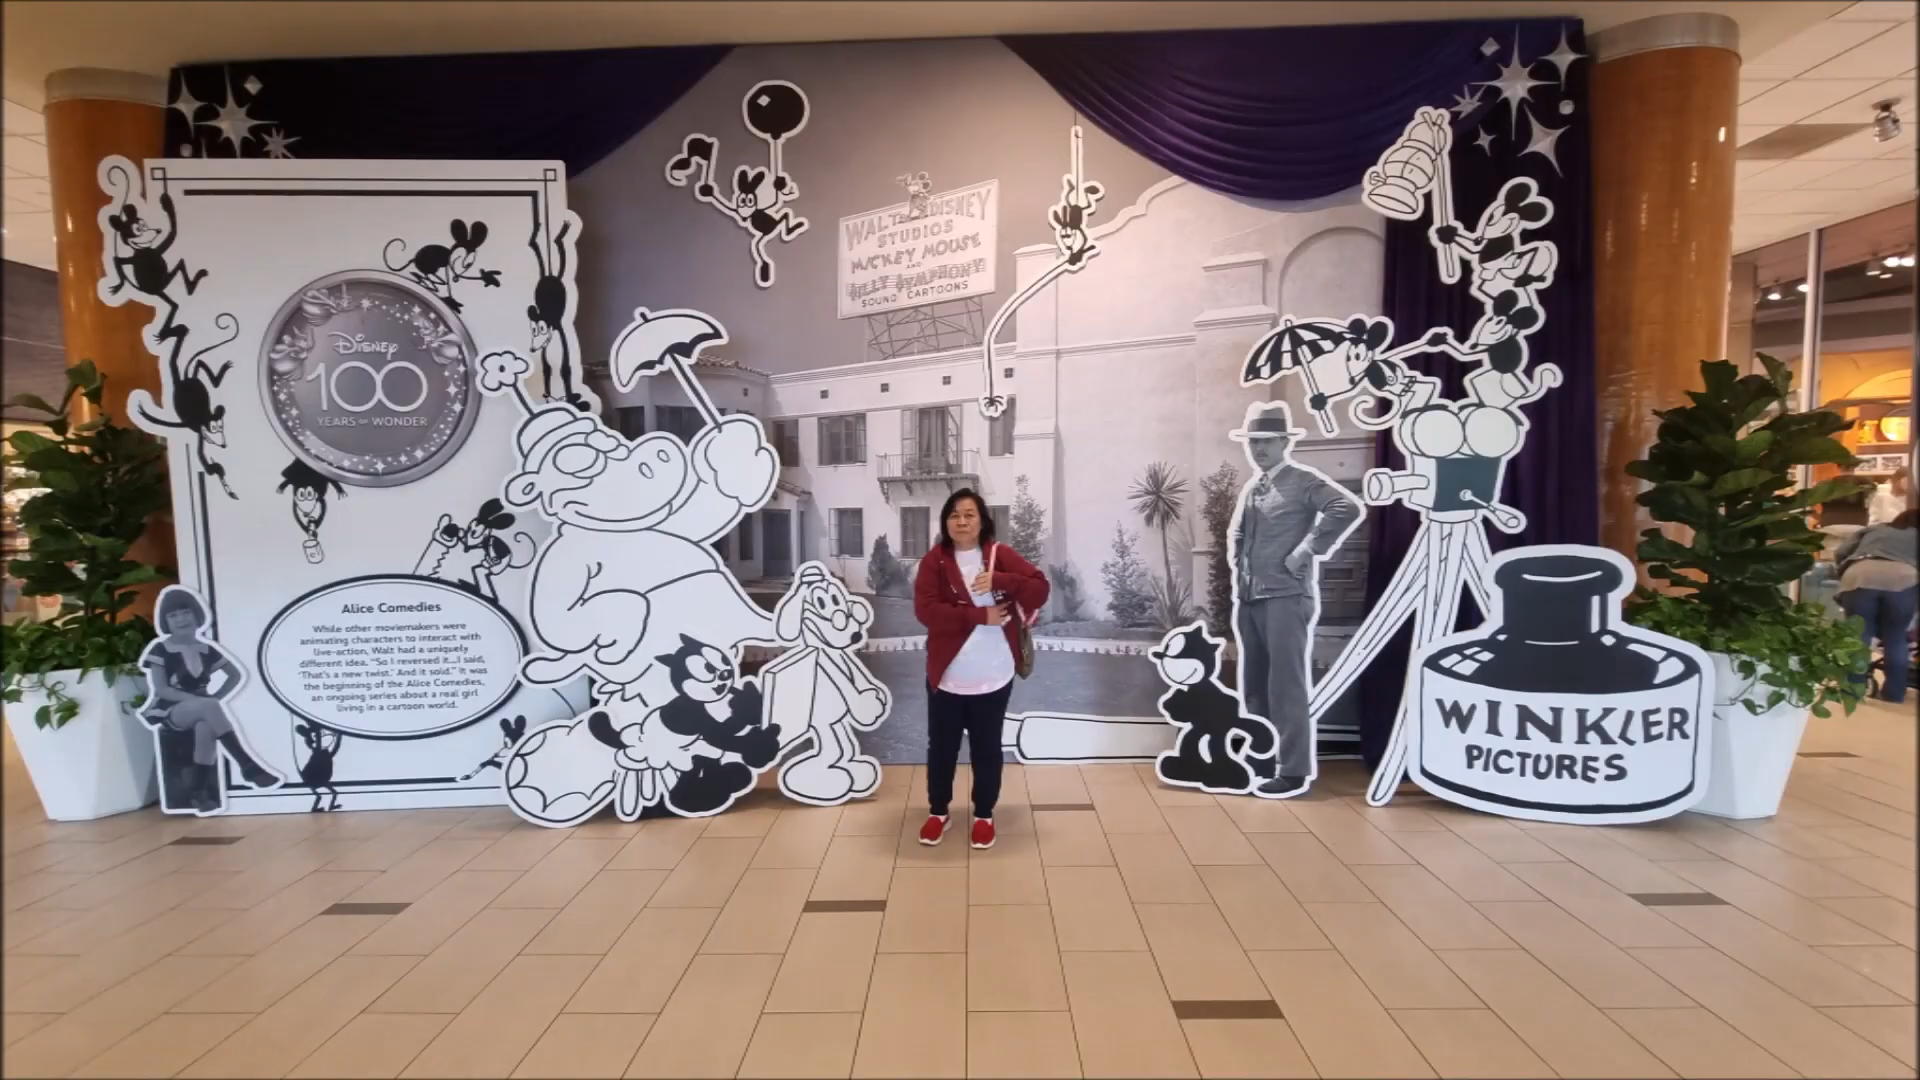 Disney
100
YEARS OF WONDER
Alice Comedies
While other moviemakers were
animating characters to interact with
live-action, Walt had a uniquely
different idea. "So I reversed it...I said,
'That's a new twist.' And it sold." It was
the beginning of the Alice Comedies,
an ongoing series about a real girl
living in a cartoon world.
WALT DISNEY
STUDIOS
MICKEY MOUSE
AND
SILLY SYMPHONY
SOUND CARTOONS
WINKLER
PICTURES